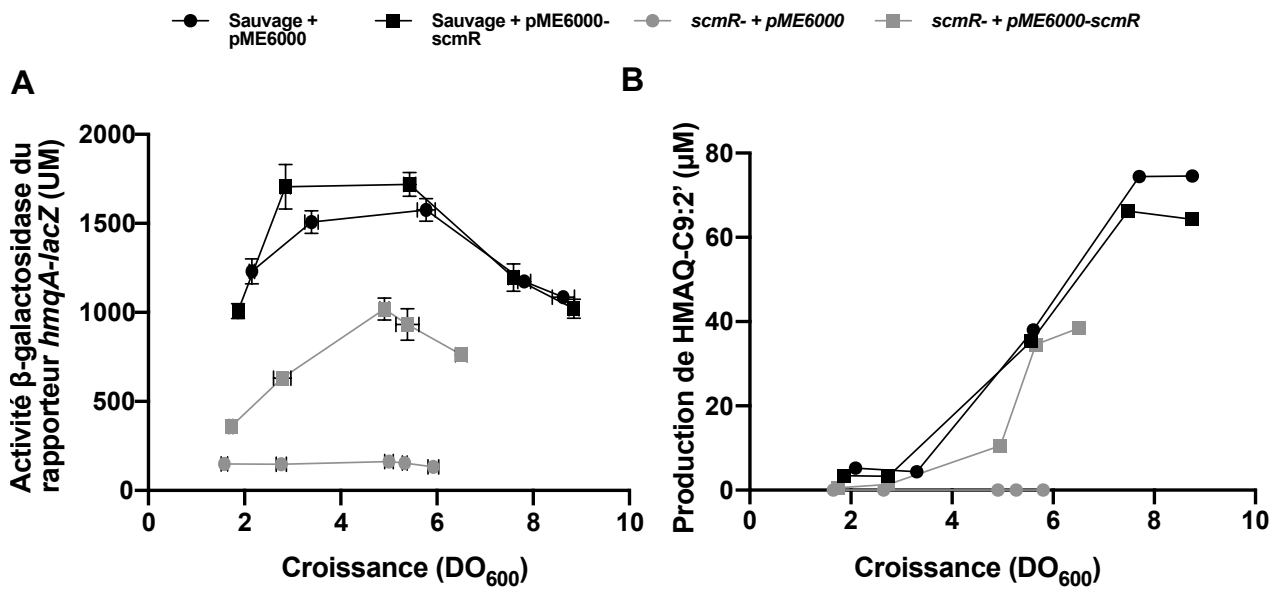 Sauvage +
pME6000
Sauvage + pME6000-
scmR
scmR- + pME6000
scmR- + pME6000-scmR
A
Activité β-galactosidase du
rapporteur hmqA-lacZ (UM)
2000
1500
1000
500
0
0 2 4 6 8 10
Croissance (DO600)
B
Production de HMAQ-C9:2’ (µM)
80
60
40
20
0
0 2 4 6 8 10
Croissance (DO600)